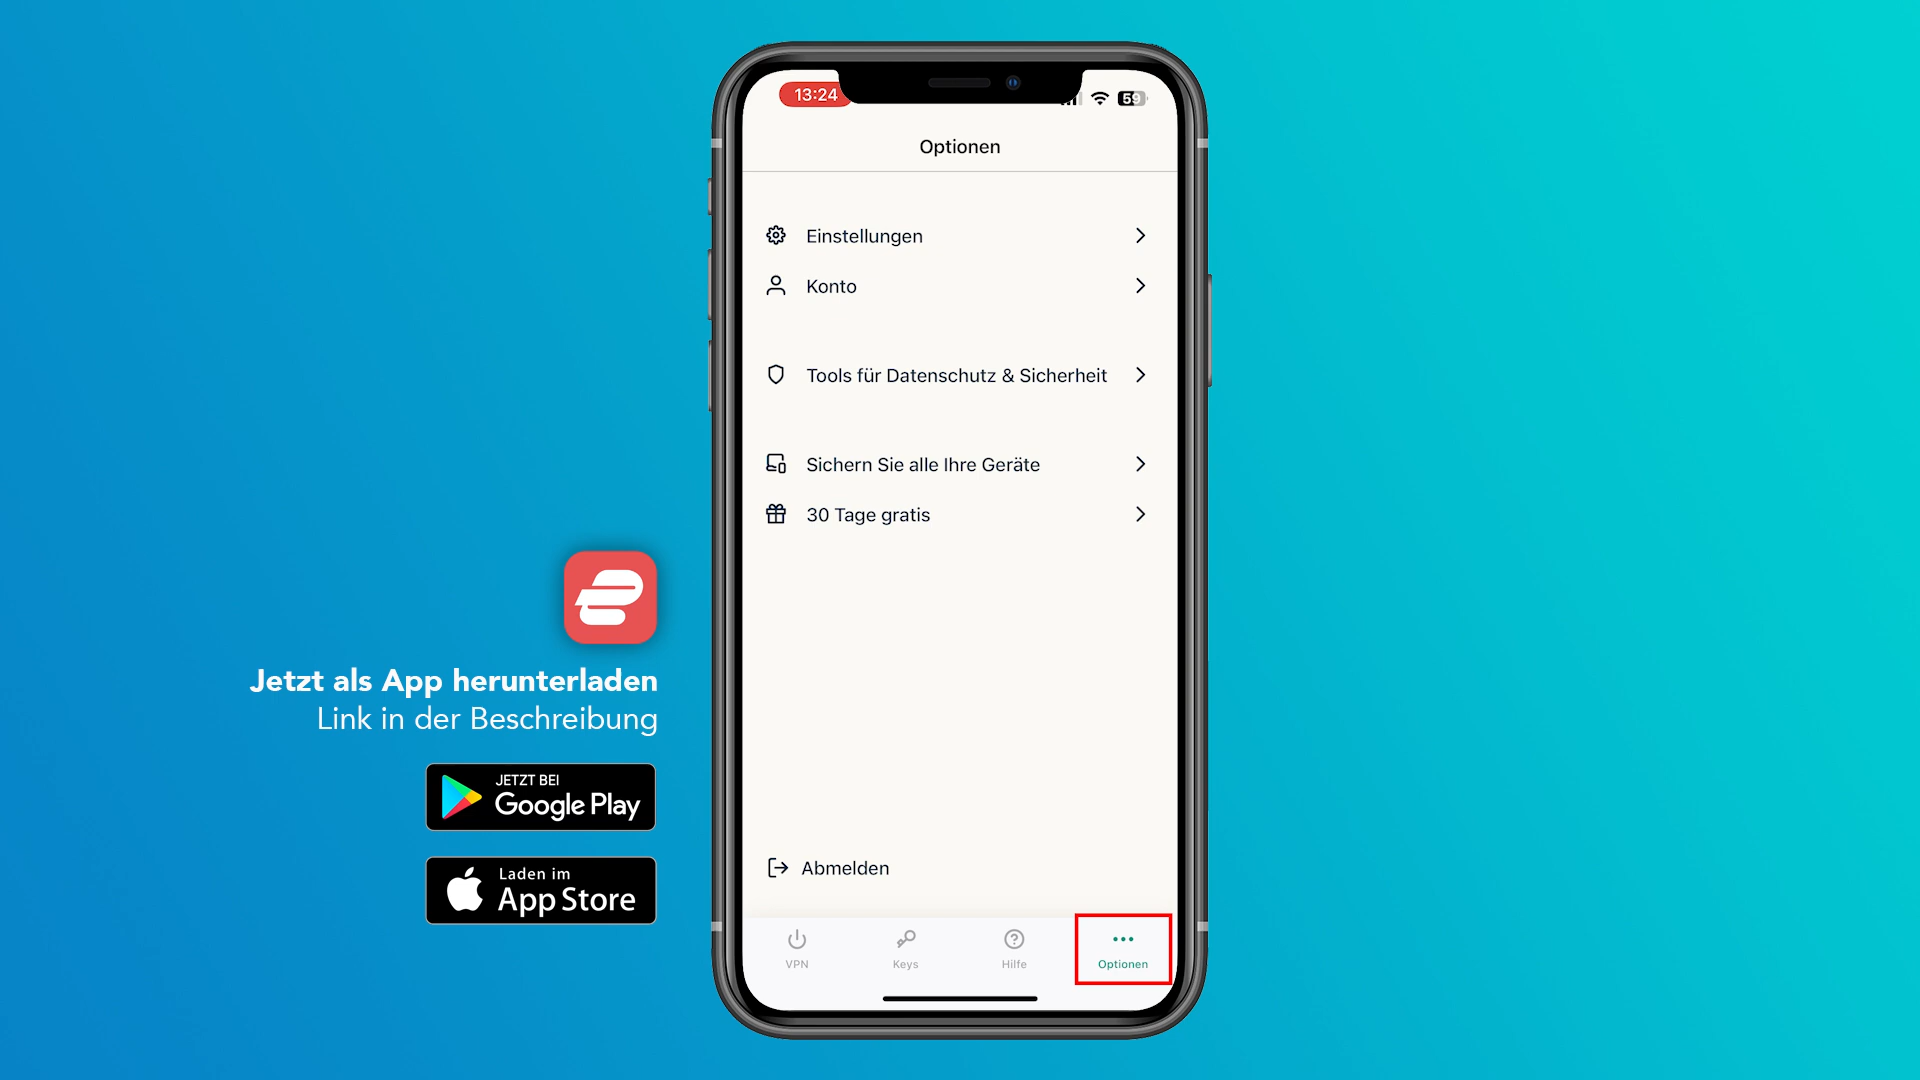 13:24
59
Optionen
Einstellungen
Konto
Tools für Datenschutz & Sicherheit
Sichern Sie alle Ihre Geräte
30 Tage gratis
Abmelden
VPN
Keys
Hilfe
Optionen
Jetzt als App herunterladen
Link in der Beschreibung
JETZT BEI
Google Play
Laden im
App Store